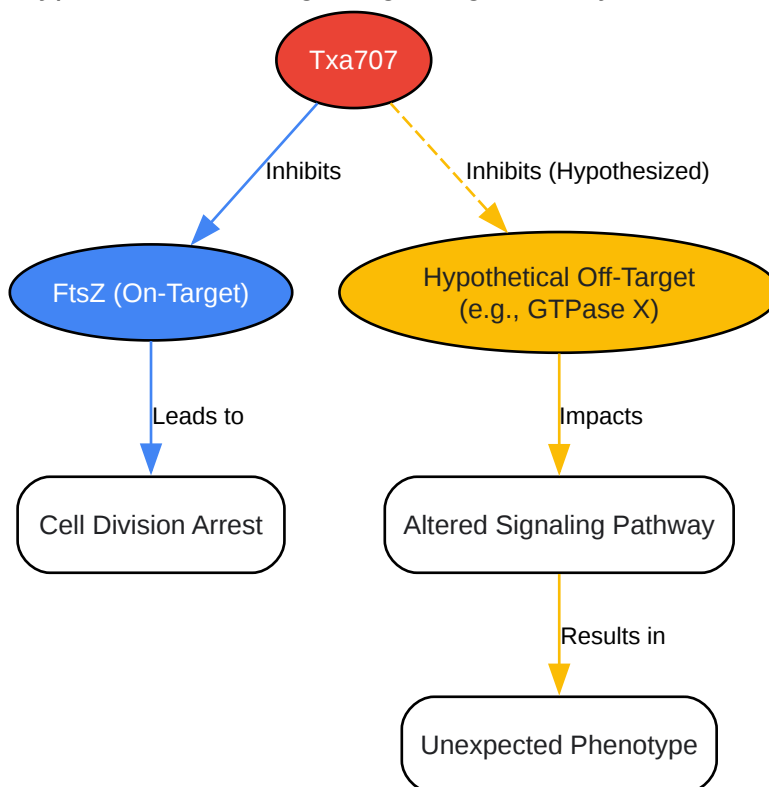 Txa707
Inhibits
Inhibits (Hypothesized)
FtsZ (On-Target)
Hypothetical Off-Target
(e.g., GTPase X)
Leads to
Impacts
Cell Division Arrest
Altered Signaling Pathway
Results in
Unexpected Phenotype